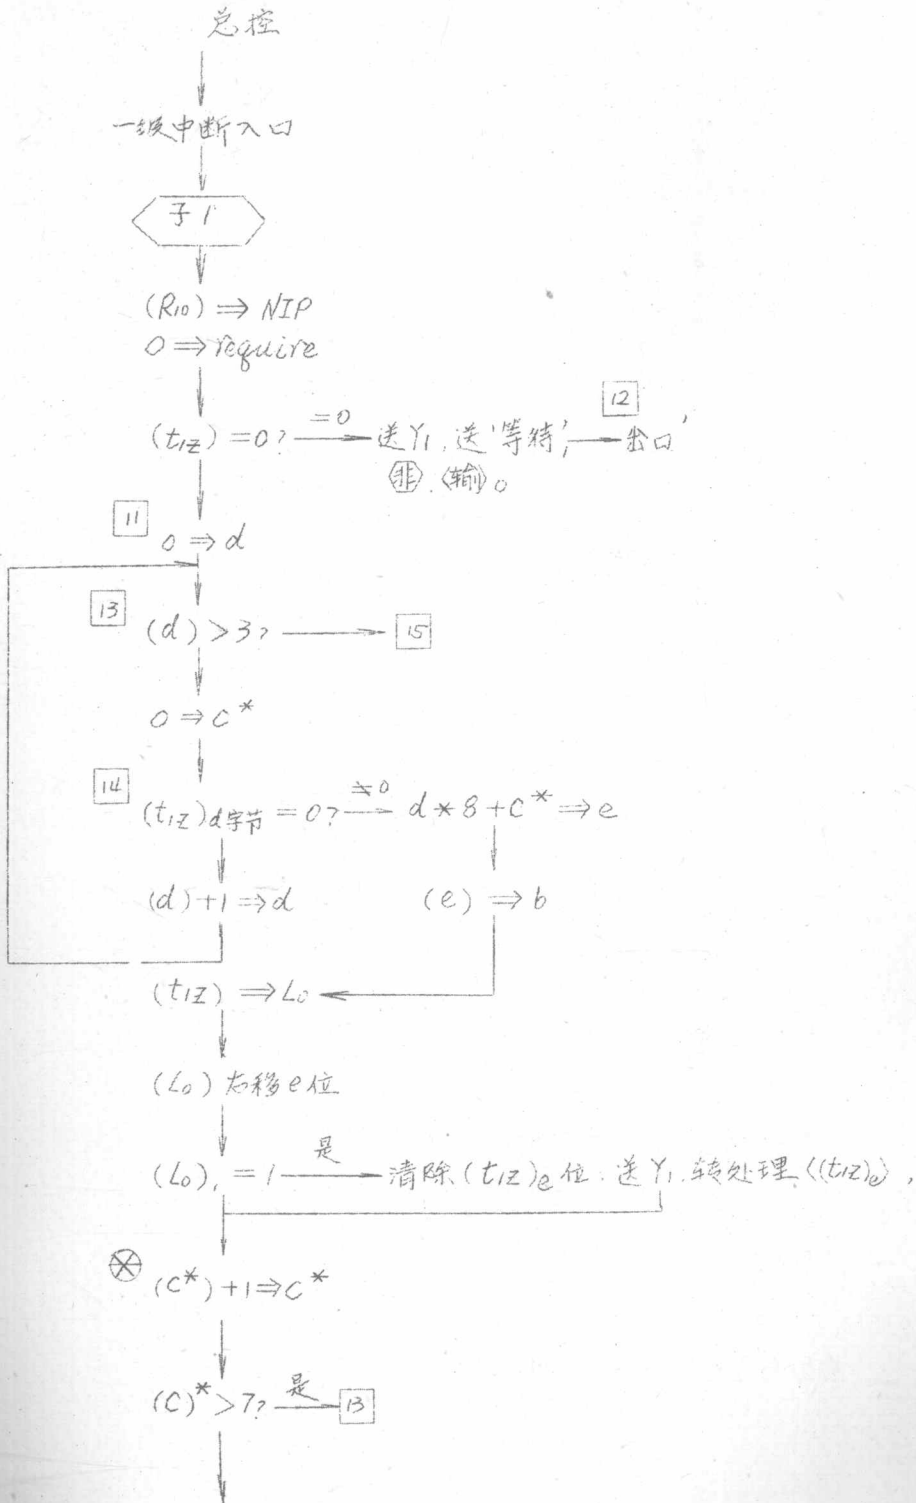 总控
一级中断入口
子1
(R10) ⇒ NIP
0 ⇒ require
12
(t1Z) = 0? =0 送Y1, 送'等待', 出口'
非.〈输〉。
11
0 ⇒ d
13
(d) > 3? 15
0 ⇒ C*
14
(t1Z)d字节 = 0? ≠0 d * 8 + C* ⇒ e
(d) + 1 ⇒ d (e) ⇒ b
(t1Z) ⇒ L0
(L0) 右移e位
(L0)1 = 1 是 清除(t1Z)e位. 送Y1. 转处理〈(t1Z)e〉,
(C*) + 1 ⇒ C*
(C)* > 7? 是 13